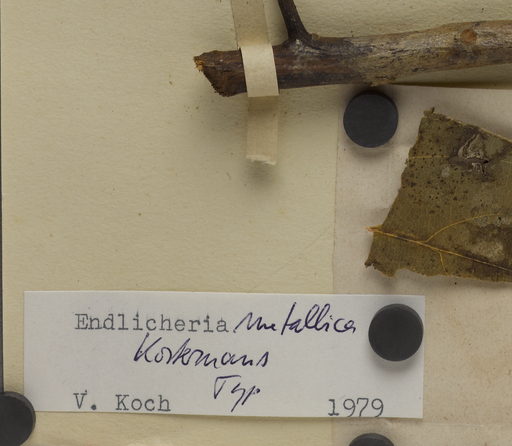 Endlicheria metallica
Kostermans
Typ
V. Koch 1979